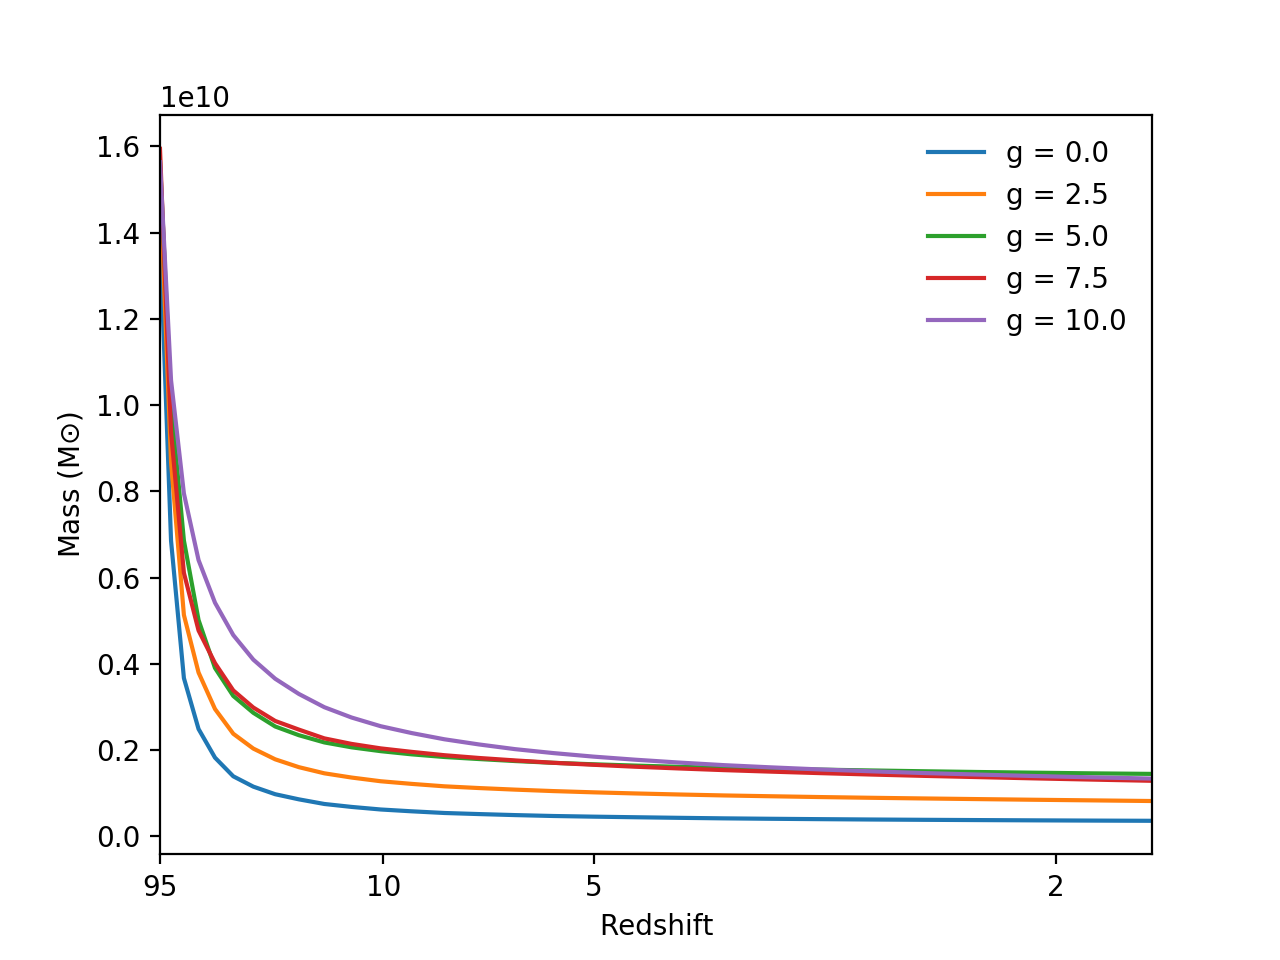 1e10
1.6
1.4
1.2
1.0
0.8
0.6
0.4
0.2
0.0
Mass (M⊙)
g = 0.0
g = 2.5
g = 5.0
g = 7.5
g = 10.0
95 10 5 2
Redshift